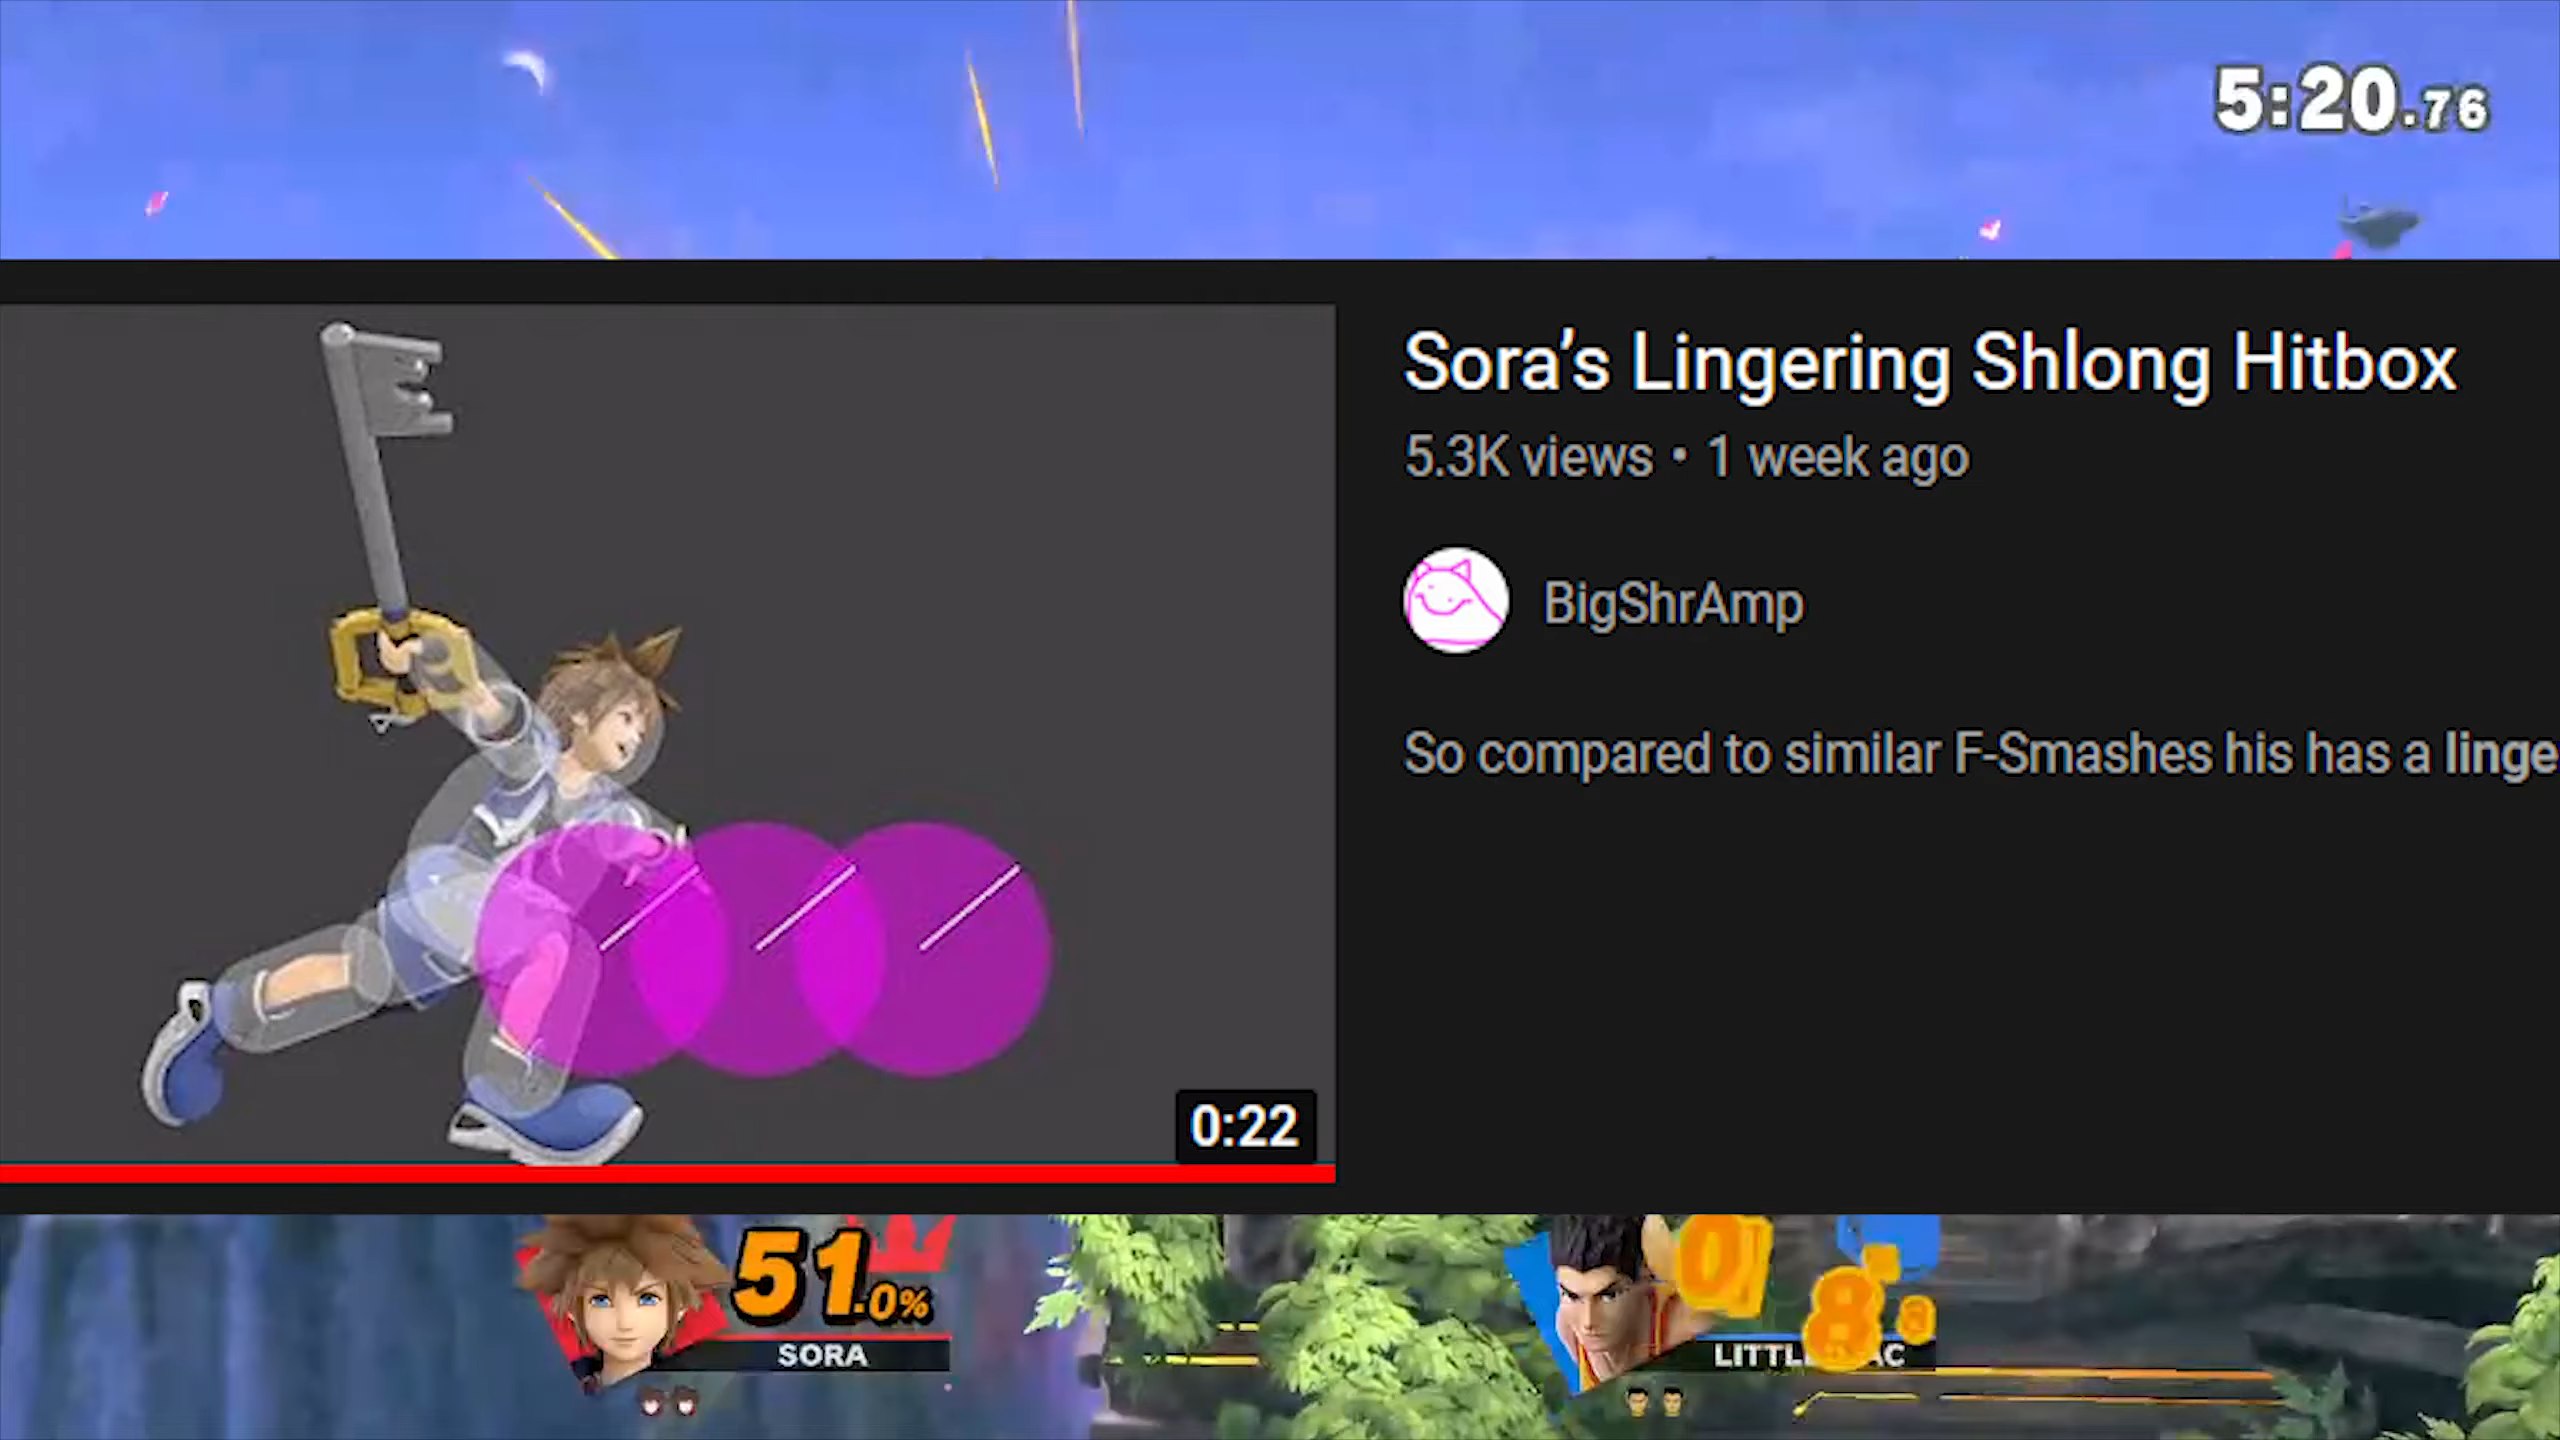 5:20.76
Sora’s Lingering Shlong Hitbox
5.3K views • 1 week ago
BigShrAmp
So compared to similar F-Smashes his has a linge
0:22
51.0%
SORA